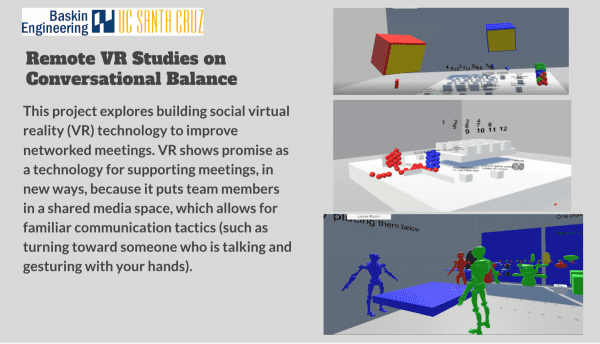 Baskin
Engineering
UC SANTA CRUZ
Remote VR Studies on
Conversational Balance
This project explores building social virtual
reality (VR) technology to improve
networked meetings. VR shows promise as
a technology for supporting meetings, in
new ways, because it puts team members
in a shared media space, which allows for
familiar communication tactics (such as
turning toward someone who is talking and
gesturing with your hands).
1 2 3 4
5 6 7 8
9 10 11 12
placing them below